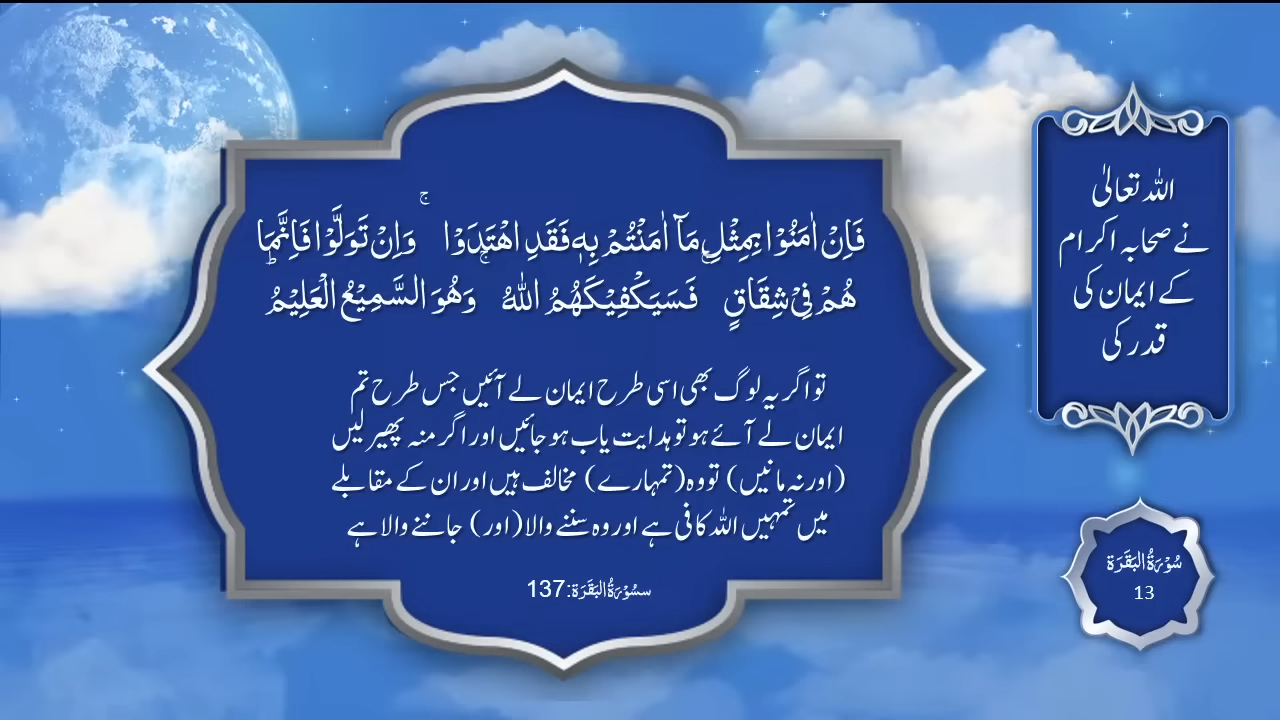 فَاِنْ اٰمَنُوْا بِمِثْلِ مَاۤ اٰمَنْتُمْ بِهٖ فَقَدِ اهْتَدَوْا ۚ وَاِنْ تَوَلَّوْا فَاِنَّمَا
هُمْ فِیْ شِقَاقٍ ۚ فَسَیَكْفِیْكَهُمُ اللّٰهُ ۚ وَهُوَ السَّمِیْعُ الْعَلِیْمُ ؕ
تو اگر یہ لوگ بھی اسی طرح ایمان لے آئیں جس طرح تم
ایمان لے آئے ہو تو ہدایت یاب ہو جائیں اور اگر منہ پھیر لیں
(اور نہ مانیں) تو وہ (تمہارے) مخالف ہیں اور ان کے مقابلے
میں تمہیں اللہ کافی ہے اور وہ سننے والا (اور) جاننے والا ہے
سسُوْرَةُ البَقَرَة:137
اللہ تعالیٰ
نے صحابہ اکرام
کے ایمان کی
قدر کی
سُوْرَةُ البَقَرَة
13